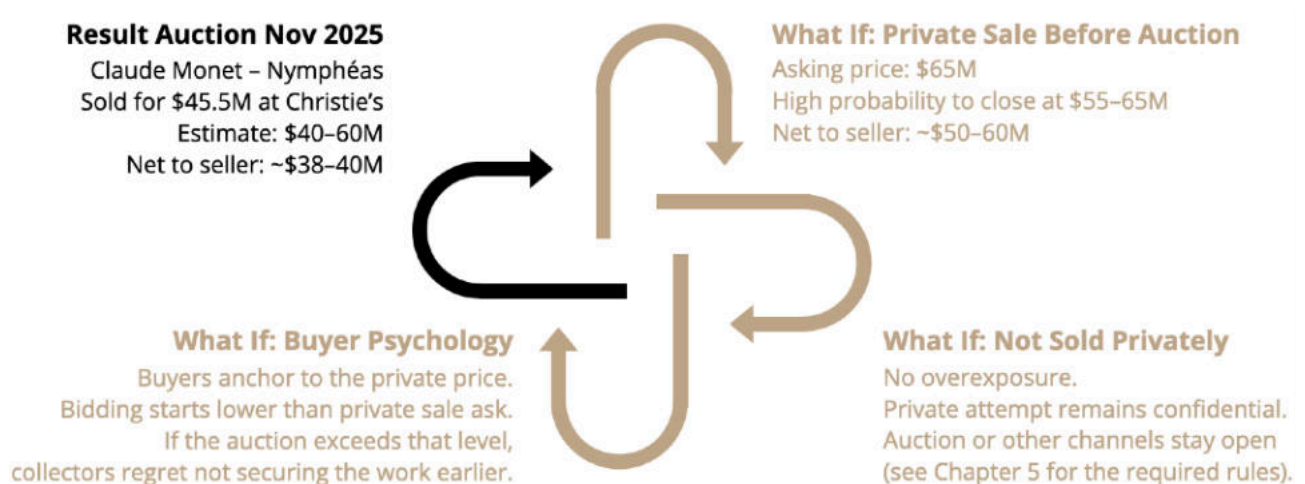 Result Auction Nov 2025
Claude Monet – Nymphéas
Sold for $45.5M at Christie's
Estimate: $40–60M
Net to seller: ~$38–40M
What If: Private Sale Before Auction
Asking price: $65M
High probability to close at $55–65M
Net to seller: ~$50–60M
What If: Buyer Psychology
Buyers anchor to the private price.
Bidding starts lower than private sale ask.
If the auction exceeds that level,
collectors regret not securing the work earlier.
What If: Not Sold Privately
No overexposure.
Private attempt remains confidential.
Auction or other channels stay open
(see Chapter 5 for the required rules).